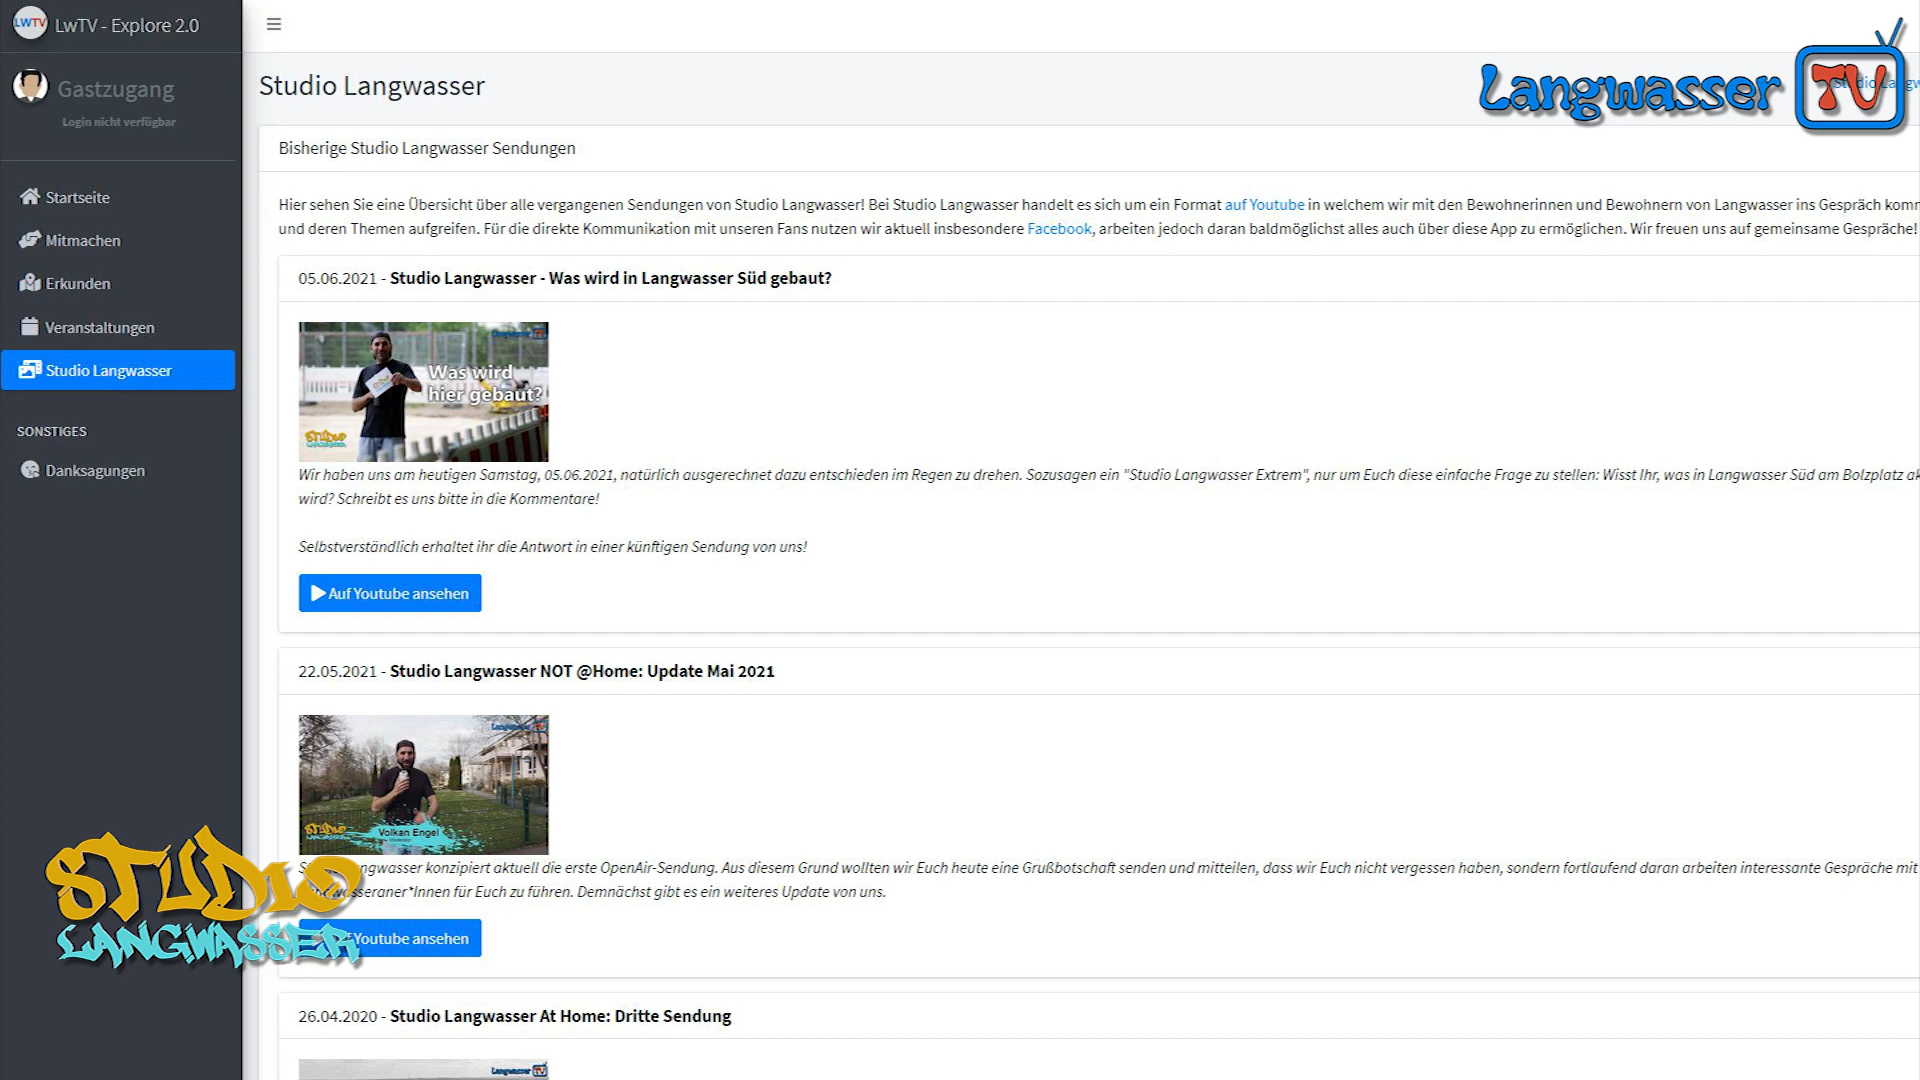 LWTV LwTV - Explore 2.0
Gastzugang
Login nicht verfügbar
Startseite
Mitmachen
Erkunden
Veranstaltungen
Studio Langwasser
SONSTIGES
Danksagungen
Studio Langwasser
Langwasser TV
Bisherige Studio Langwasser Sendungen
Hier sehen Sie eine Übersicht über alle vergangenen Sendungen von Studio Langwasser! Bei Studio Langwasser handelt es sich um ein Format auf Youtube in welchem wir mit den Bewohnerinnen und Bewohnern von Langwasser ins Gespräch
und deren Themen aufgreifen. Für die direkte Kommunikation mit unseren Fans nutzen wir aktuell insbesondere Facebook, arbeiten jedoch daran baldmöglichst alles auch über diese App zu ermöglichen. Wir freuen uns auf gemeinsame Gespräche!
05.06.2021 - Studio Langwasser - Was wird in Langwasser Süd gebaut?
Langwasser TV
Was wird
hier gebaut?
STUDIO
LANGWASSER
Wir haben uns am heutigen Samstag, 05.06.2021, natürlich ausgerechnet dazu entschieden im Regen zu drehen. Sozusagen ein "Studio Langwasser Extrem", nur um Euch diese einfache Frage zu stellen: Wisst Ihr, was in Langwasser Süd am Bolzplatz
wird? Schreibt es uns bitte in die Kommentare!
Selbstverständlich erhaltet ihr die Antwort in einer künftigen Sendung von uns!
Auf Youtube ansehen
22.05.2021 - Studio Langwasser NOT @Home: Update Mai 2021
Langwasser TV
STUDIO
LANGWASSER
Volkan Engel
konzipiert aktuell die erste OpenAir-Sendung. Aus diesem Grund wollten wir Euch heute eine Grußbotschaft senden und mitteilen, dass wir Euch nicht vergessen haben, sondern fortlaufend daran arbeiten interessante Gespräche mit
für Euch zu führen. Demnächst gibt es ein weiteres Update von uns.
Youtube ansehen
STUDIO
LANGWASSER
26.04.2020 - Studio Langwasser At Home: Dritte Sendung
Langwasser TV